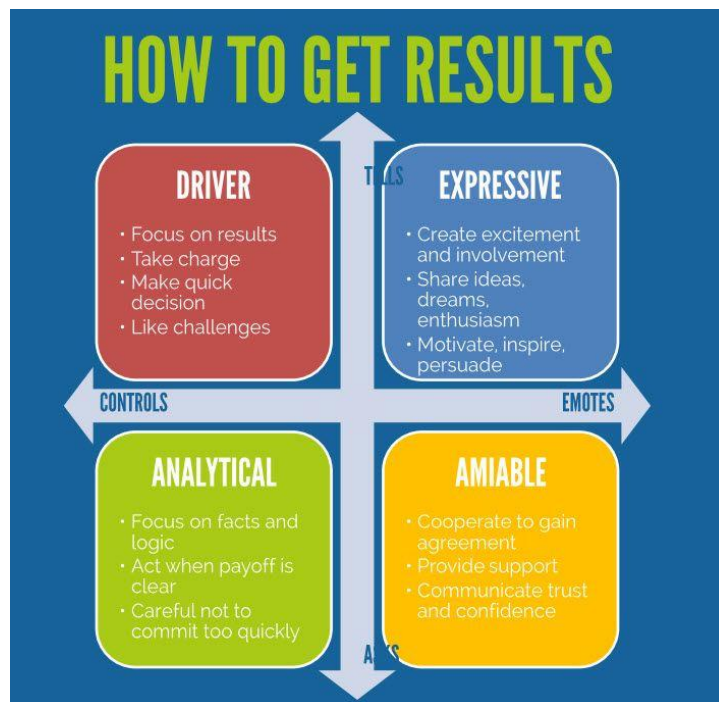 HOW TO GET RESULTS
TELLS
DRIVER
• Focus on results
• Take charge
• Make quick
decision
• Like challenges
EXPRESSIVE
• Create excitement
and involvement
• Share ideas,
dreams,
enthusiasm
• Motivate, inspire,
persuade
CONTROLS
EMOTES
ANALYTICAL
• Focus on facts and
logic
• Act when payoff is
clear
• Careful not to
commit too quickly
AMIABLE
• Cooperate to gain
agreement
• Provide support
• Communicate trust
and confidence
ASKS